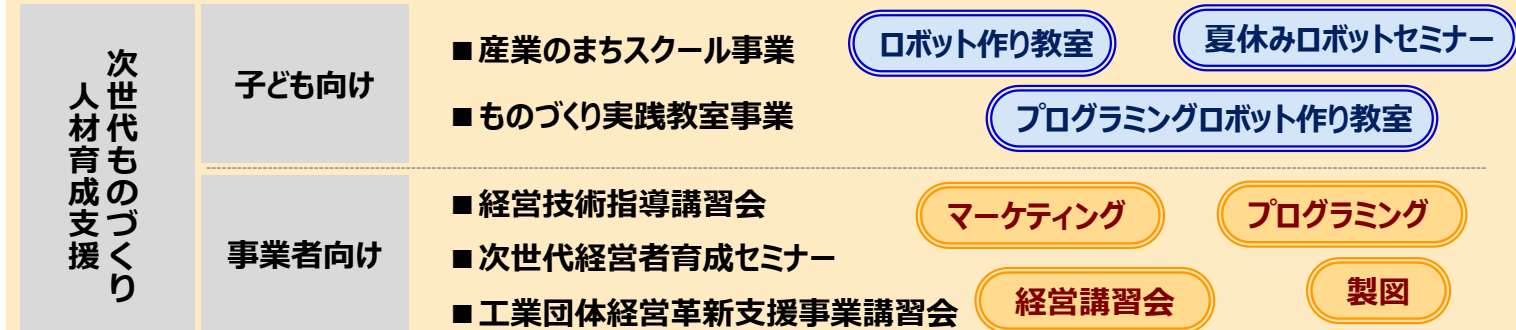 次世代ものづくり
人材育成支援
子ども向け
■産業のまちスクール事業
ロボット作り教室
夏休みロボットセミナー
■ものづくり実践教室事業
プログラミングロボット作り教室
事業者向け
■経営技術指導講習会
マーケティング
プログラミング
■次世代経営者育成セミナー
■工業団体経営革新支援事業講習会
経営講習会
製図